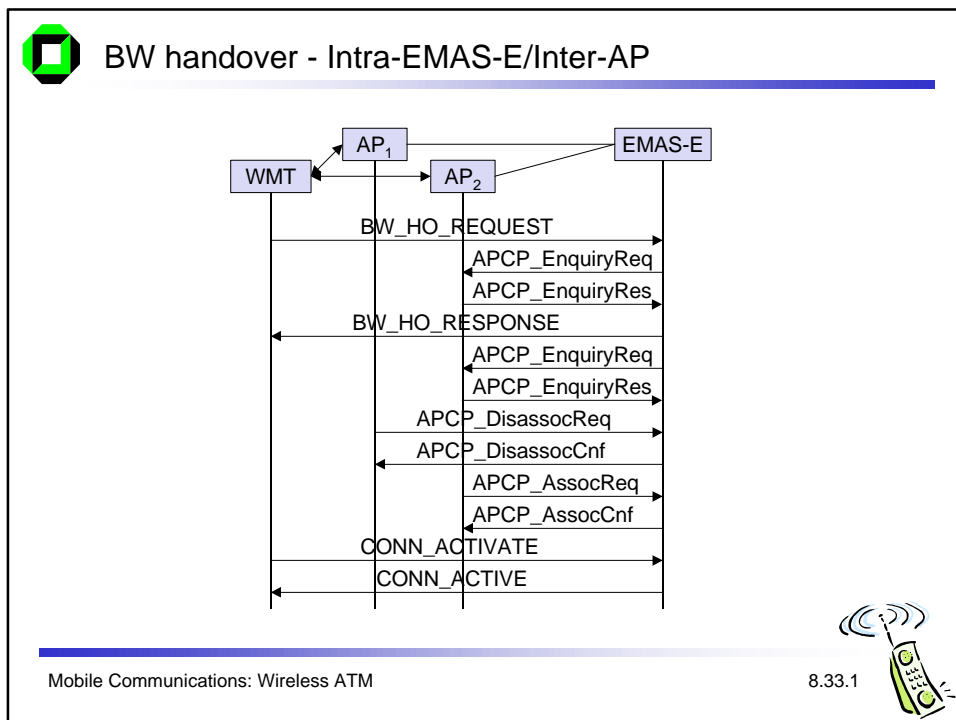 BW handover - Intra-EMAS-E/Inter-AP
AP₁
EMAS-E
WMT
AP₂
BW_HO_REQUEST
APCP_EnquiryReq
APCP_EnquiryRes
BW_HO_RESPONSE
APCP_EnquiryReq
APCP_EnquiryRes
APCP_DisassocReq
APCP_DisassocCnf
APCP_AssocReq
APCP_AssocCnf
CONN_ACTIVATE
CONN_ACTIVE
Mobile Communications: Wireless ATM
8.33.1